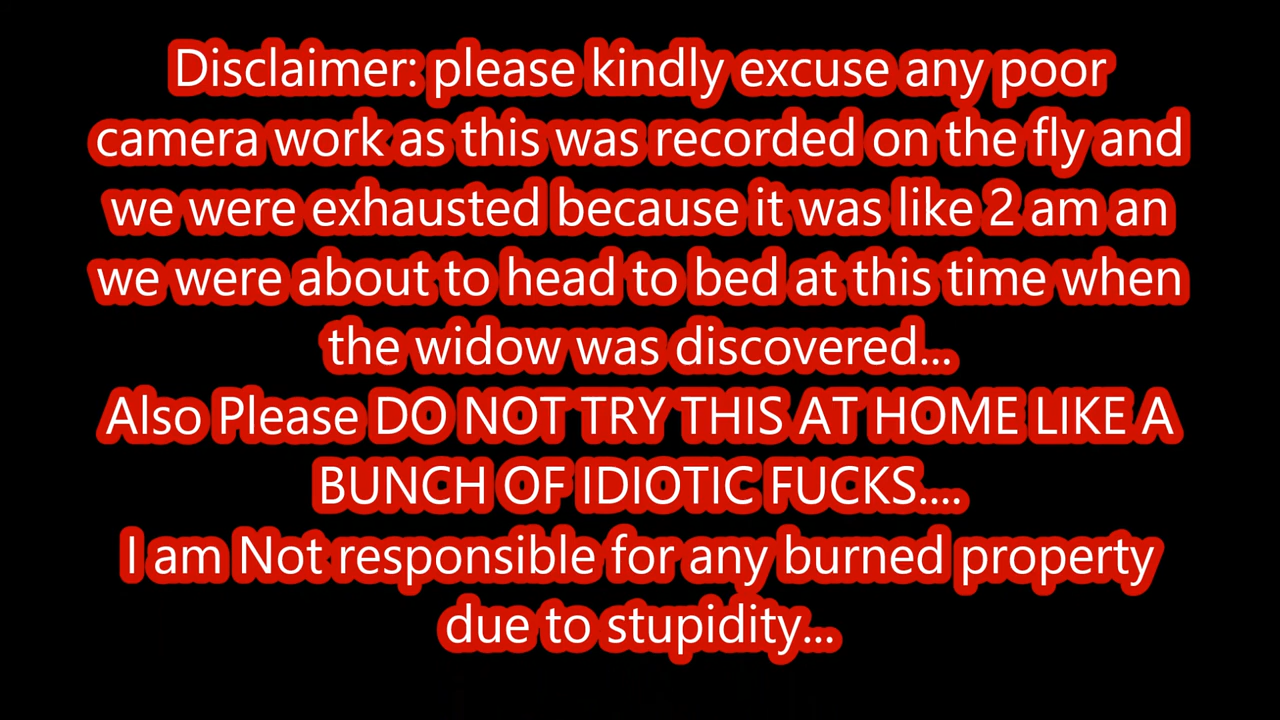 Disclaimer: please kindly excuse any poor
camera work as this was recorded on the fly and
we were exhausted because it was like 2 am an
we were about to head to bed at this time when
the widow was discovered...
Also Please DO NOT TRY THIS AT HOME LIKE A
BUNCH OF IDIOTIC FUCKS....
I am Not responsible for any burned property
due to stupidity...